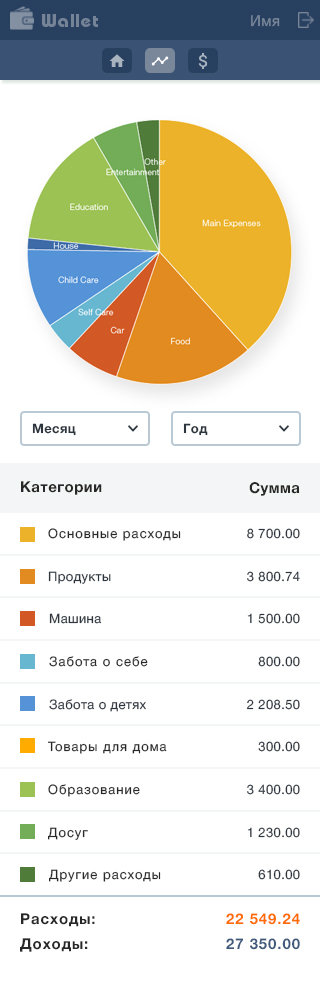 Wallet Имя
$
Other
Entertainment
Education
Main Expenses
House
Child Care
Self Care
Car
Food
Месяц Год
Категории Сумма
Основные расходы 8 700.00
Продукты 3 800.74
Машина 1 500.00
Забота о себе 800.00
Забота о детях 2 208.50
Товары для дома 300.00
Образование 3 400.00
Досуг 1 230.00
Другие расходы 610.00
Расходы: 22 549.24
Доходы: 27 350.00